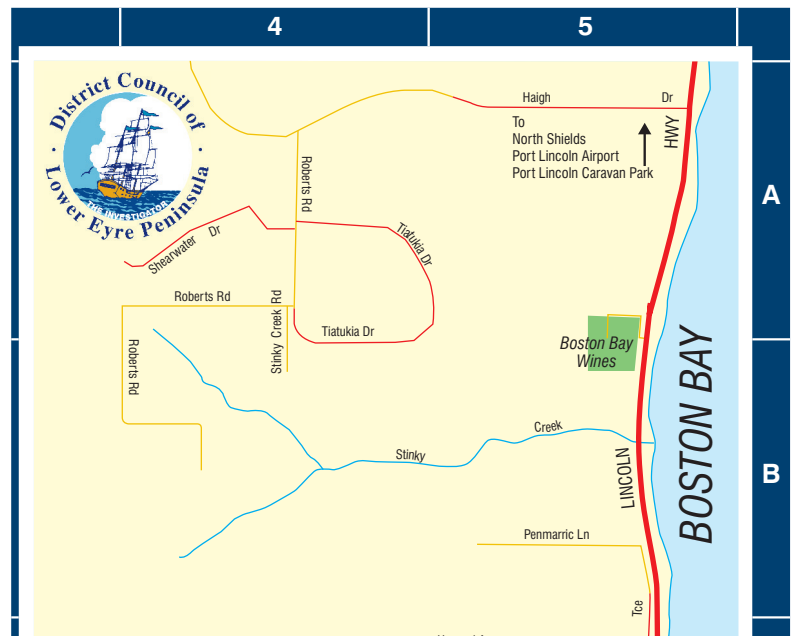 4
5
District Council of
Lower Eyre Peninsula
THE INVESTIGATOR
Haigh Dr
To
North Shields
Port Lincoln Airport
Port Lincoln Caravan Park
HWY
A
Roberts Rd
Shearwater Dr
Tiatukia Dr
Roberts Rd
Stinky Creek Rd
Tiatukia Dr
Roberts Rd
Boston Bay
Wines
BOSTON BAY
Stinky Creek
LINCOLN
B
Penmarric Ln
Tce